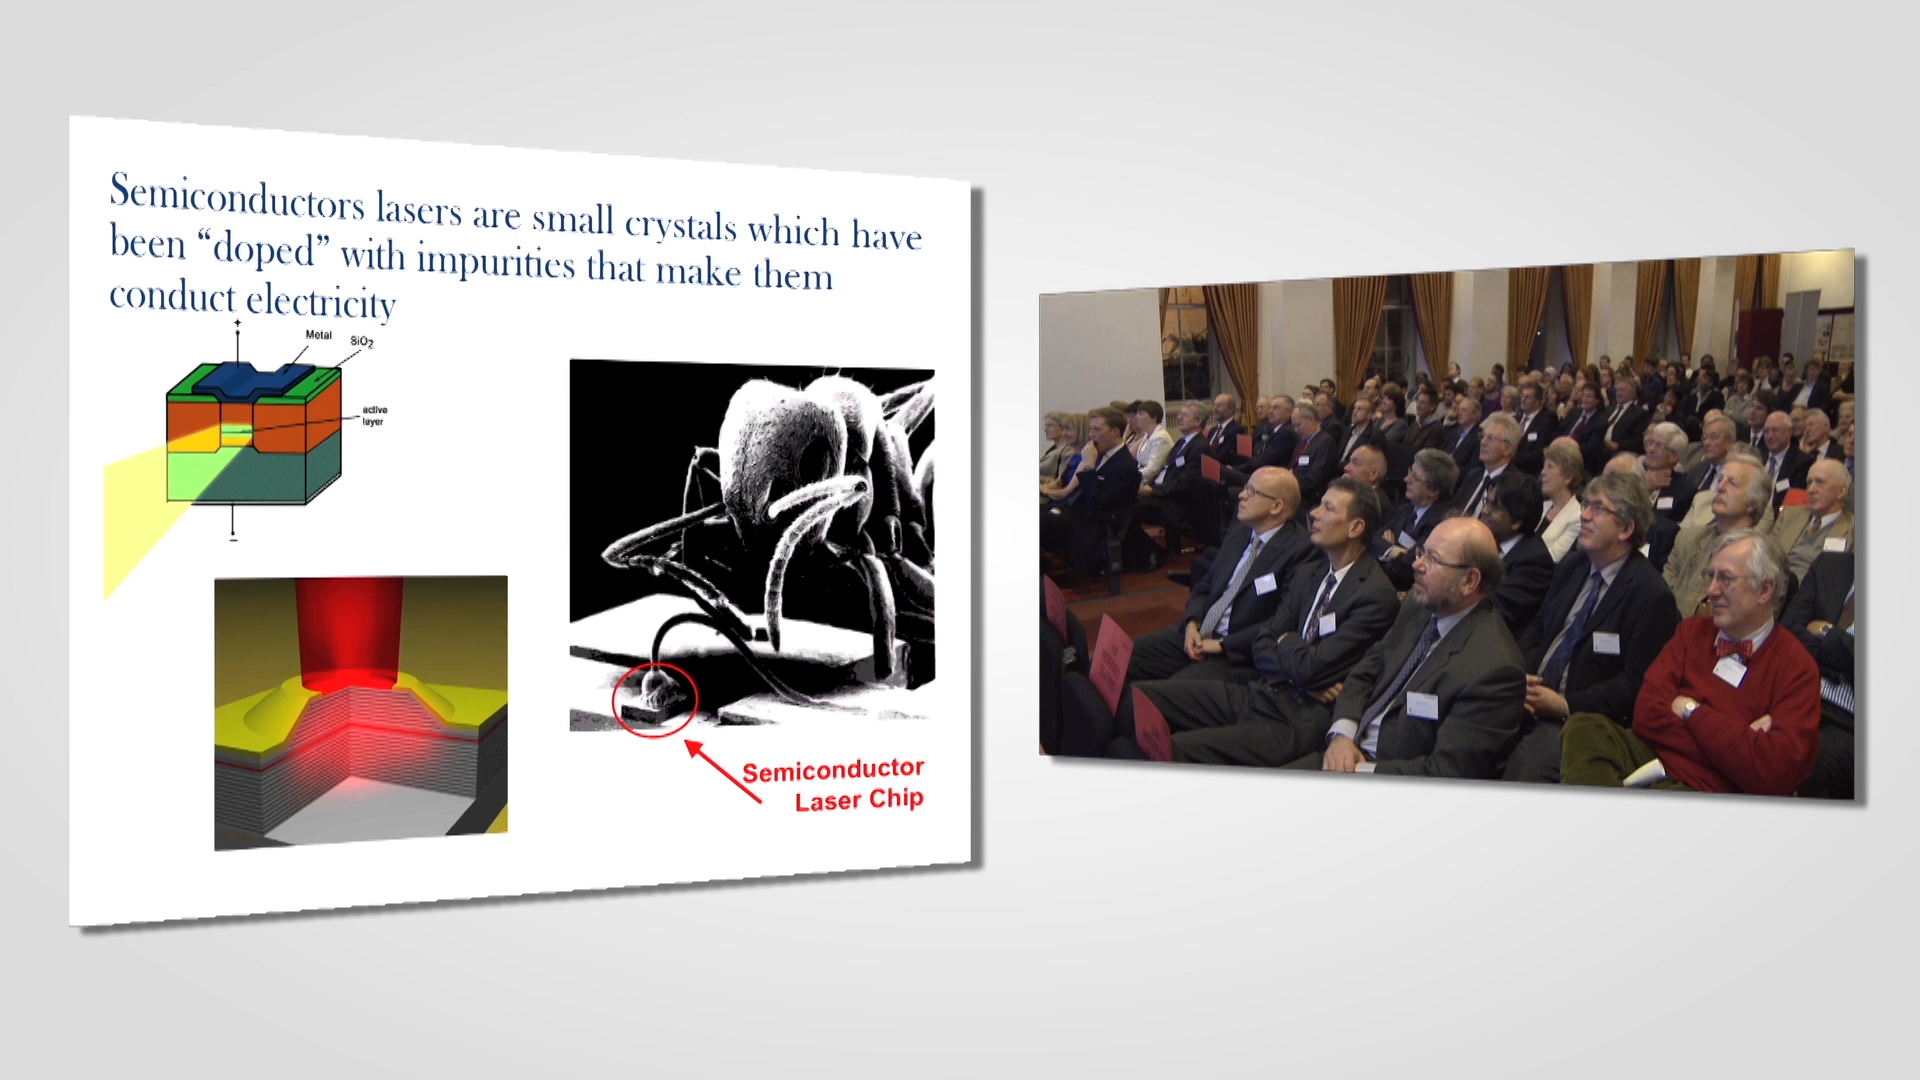 Semiconductors lasers are small crystals which have
been “doped” with impurities that make them
conduct electricity
+
Metal
SiO2
active
layer
–
Semiconductor
Laser Chip